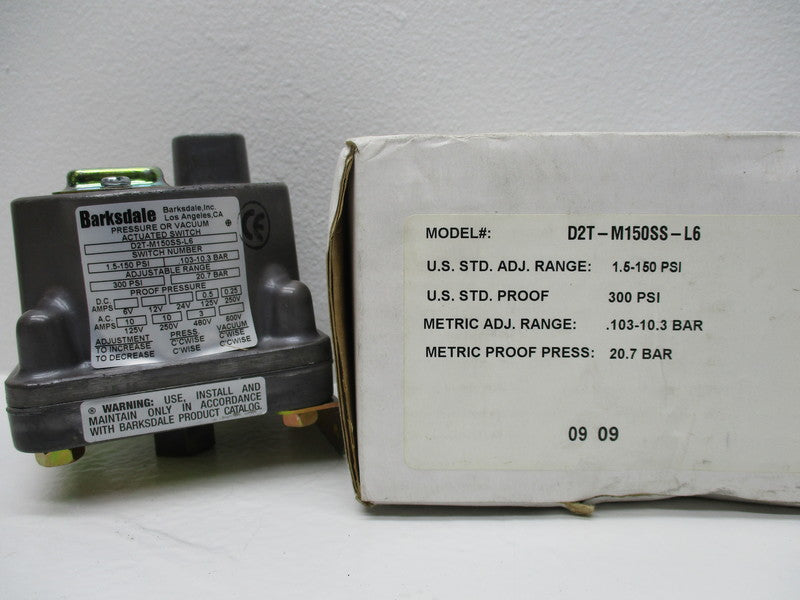 Barksdale Barksdale, Inc.
Los Angeles, CA
PRESSURE OR VACUUM
ACTUATED SWITCH
D2T-M150SS-L6
SWITCH NUMBER
1.5-150 PSI .103-10.3 BAR
ADJUSTABLE RANGE
300 PSI 20.7 BAR
PROOF PRESSURE
D.C. AMPS 0.5 0.25
6V 12V 24V 125V 250V
A.C. AMPS 10 10 3
125V 250V 480V 600V
ADJUSTMENT PRESS VACUUM
TO INCREASE C'WISE C'WISE
TO DECREASE C'C'WISE C'C'WISE
CE
® WARNING: USE, INSTALL AND
MAINTAIN ONLY IN ACCORDANCE
WITH BARKSDALE PRODUCT CATALOG.
MODEL#: D2T-M150SS-L6
U.S. STD. ADJ. RANGE: 1.5-150 PSI
U.S. STD. PROOF 300 PSI
METRIC ADJ. RANGE: .103-10.3 BAR
METRIC PROOF PRESS: 20.7 BAR
09 09